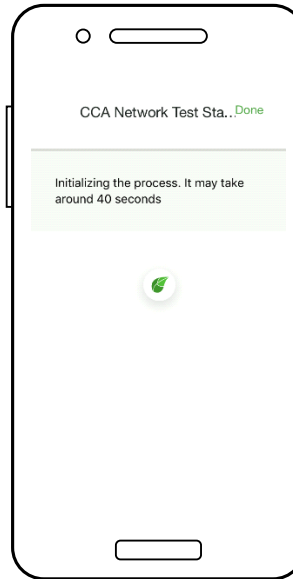 CCA Network Test Sta...Done
Initializing the process. It may take
around 40 seconds